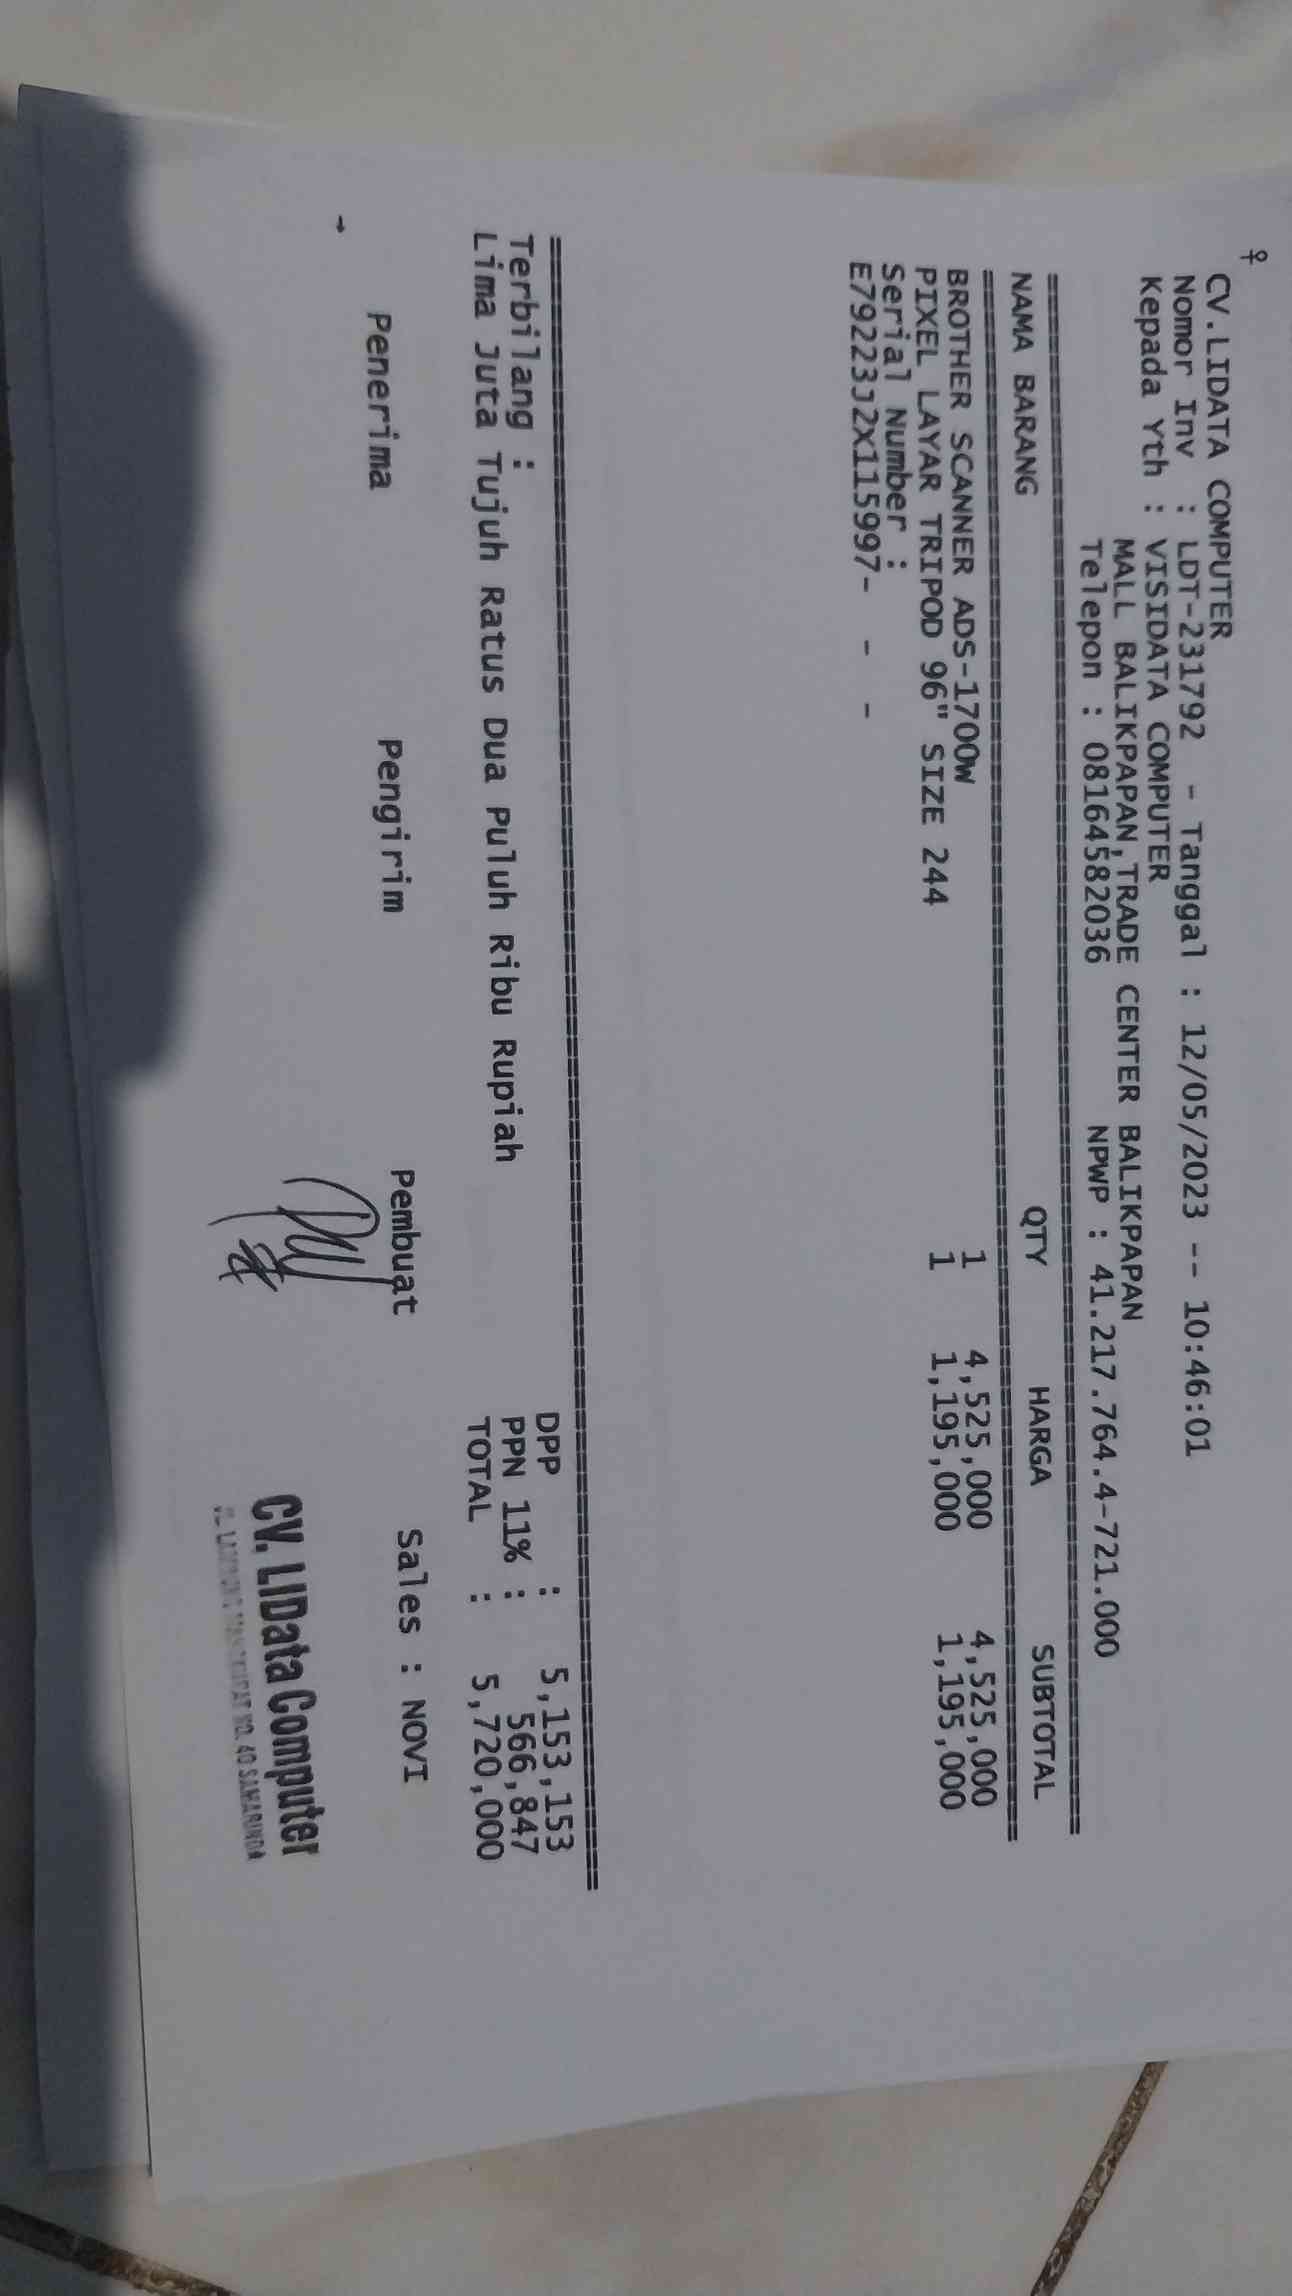 CV.LIDATA COMPUTER
Nomor Inv : LDT-231792 - Tanggal : 12/05/2023 -- 10:46:01
Kepada Yth : VISIDATA COMPUTER
MALL BALIKPAPAN,TRADE CENTER BALIKPAPAN
Telepon : 08164582036 NPWP : 41.217.764.4-721.000
NAMA BARANG QTY HARGA SUBTOTAL
BROTHER SCANNER ADS-1700W 1 4,525,000 4,525,000
PIXEL LAYAR TRIPOD 96" SIZE 244 1 1,195,000 1,195,000
Serial Number :
E79223J2X115997- - -
Terbilang : DPP : 5,153,153
Lima Juta Tujuh Ratus Dua Puluh Ribu Rupiah PPN 11% : 566,847
TOTAL : 5,720,000
Penerima Pengirim Pembuat Sales : NOVI
CV. LIData Computer
NO. 40 SAMARINDA